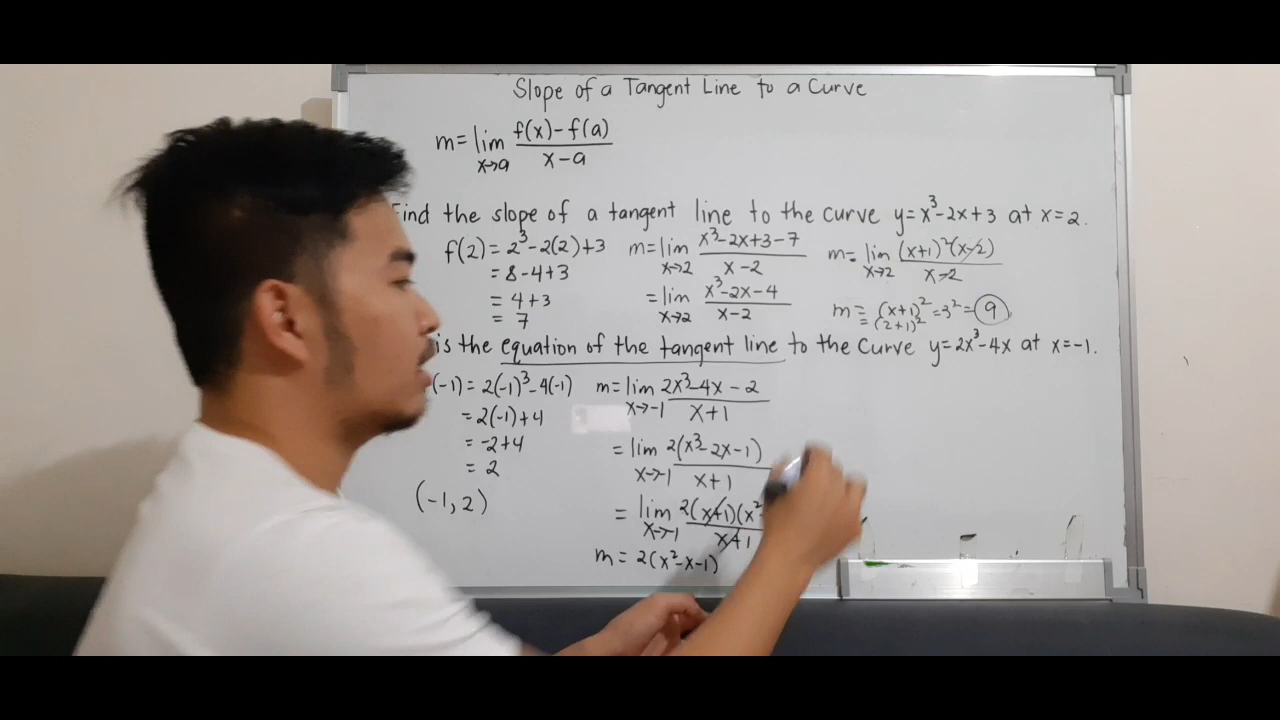 Slope of a Tangent Line to a Curve
m = lim x→a f(x) - f(a) / x - a
Find the slope of a tangent line to the curve y = x³ - 2x + 3 at x = 2.
f(2) = 2³ - 2(2) + 3
= 8 - 4 + 3
= 4 + 3
= 7
m = lim x→2 x³ - 2x + 3 - 7 / x - 2
= lim x→2 x³ - 2x - 4 / x - 2
m = lim x→2 (x+1)²(x-2) / x - 2
m = (x+1)² = 3² = 9
= (2+1)²
is the equation of the tangent line to the curve y = 2x³ - 4x at x = -1.
(-1) = 2(-1)³ - 4(-1)
= 2(-1) + 4
= -2 + 4
= 2
(-1, 2)
m = lim x→-1 2x³ - 4x - 2 / x + 1
= lim x→-1 2(x³ - 2x - 1) / x + 1
= lim x→-1 2(x+1)(x² / x + 1
m = 2(x² - x - 1)